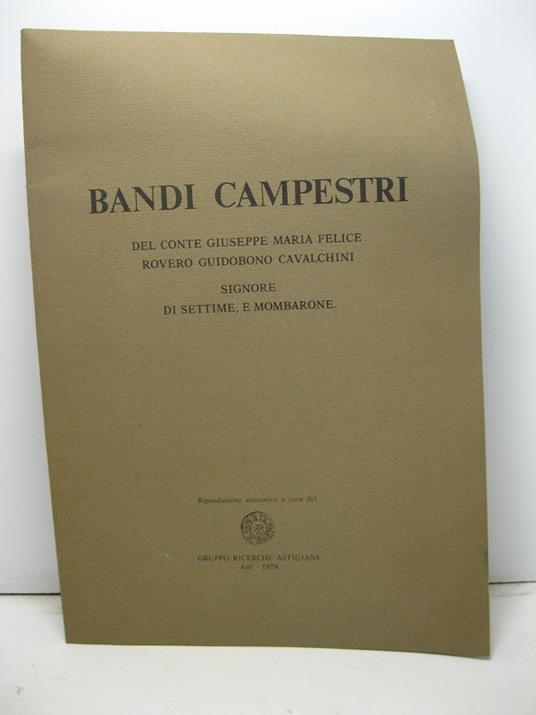 BANDI CAMPESTRI
DEL CONTE GIUSEPPE MARIA FELICE
ROVERO GUIDOBONO CAVALCHINI
SIGNORE
DI SETTIME, E MOMBARONE.
Riproduzione anastatica a cura del
GRUPPO RICERCHE ASTIGIANE
Asti - 1979